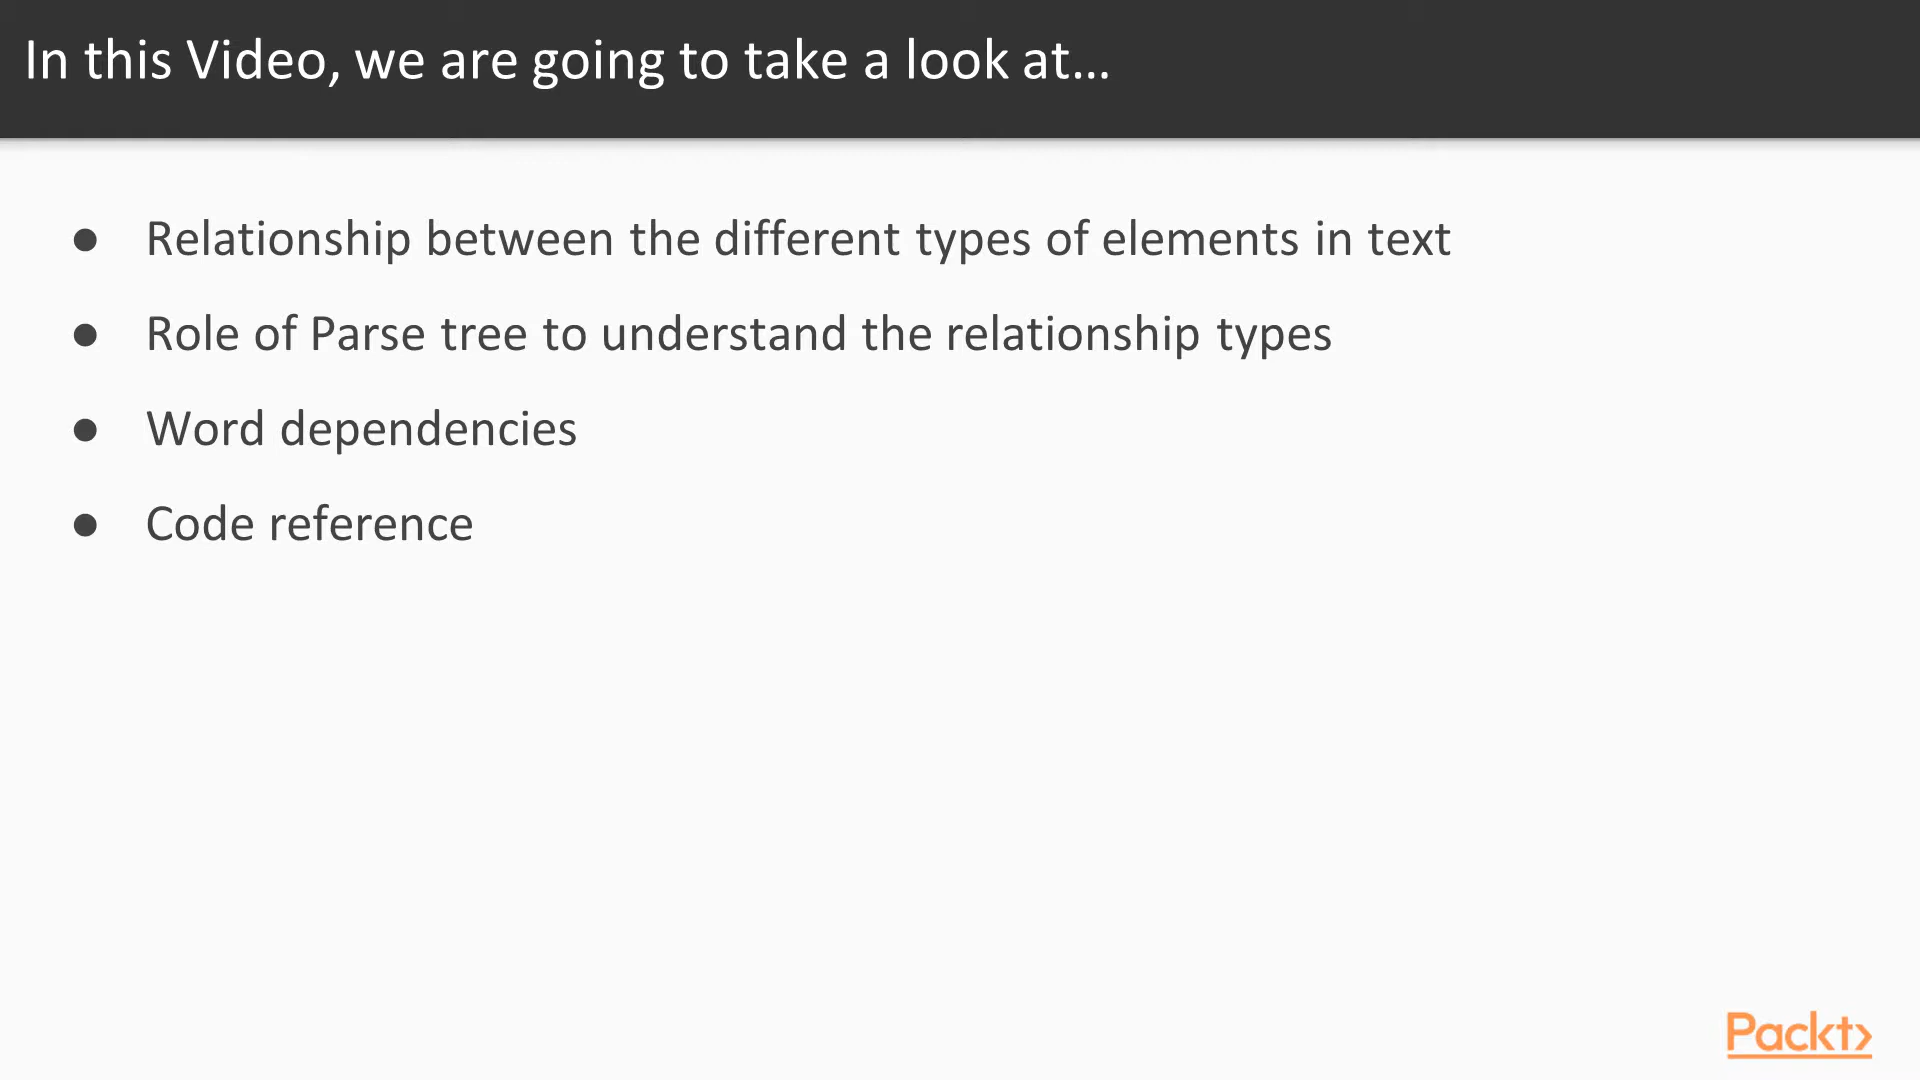 In this Video, we are going to take a look at…
● Relationship between the different types of elements in text
● Role of Parse tree to understand the relationship types
● Word dependencies
● Code reference
Packt>